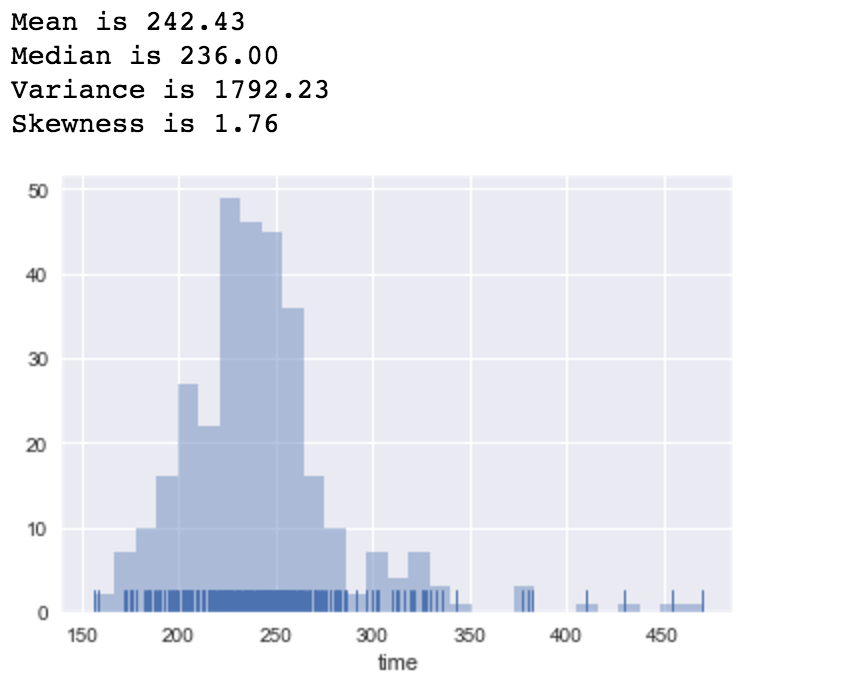 Mean is 242.43
Median is 236.00
Variance is 1792.23
Skewness is 1.76
50
40
30
20
10
0
150 200 250 300 350 400 450
time